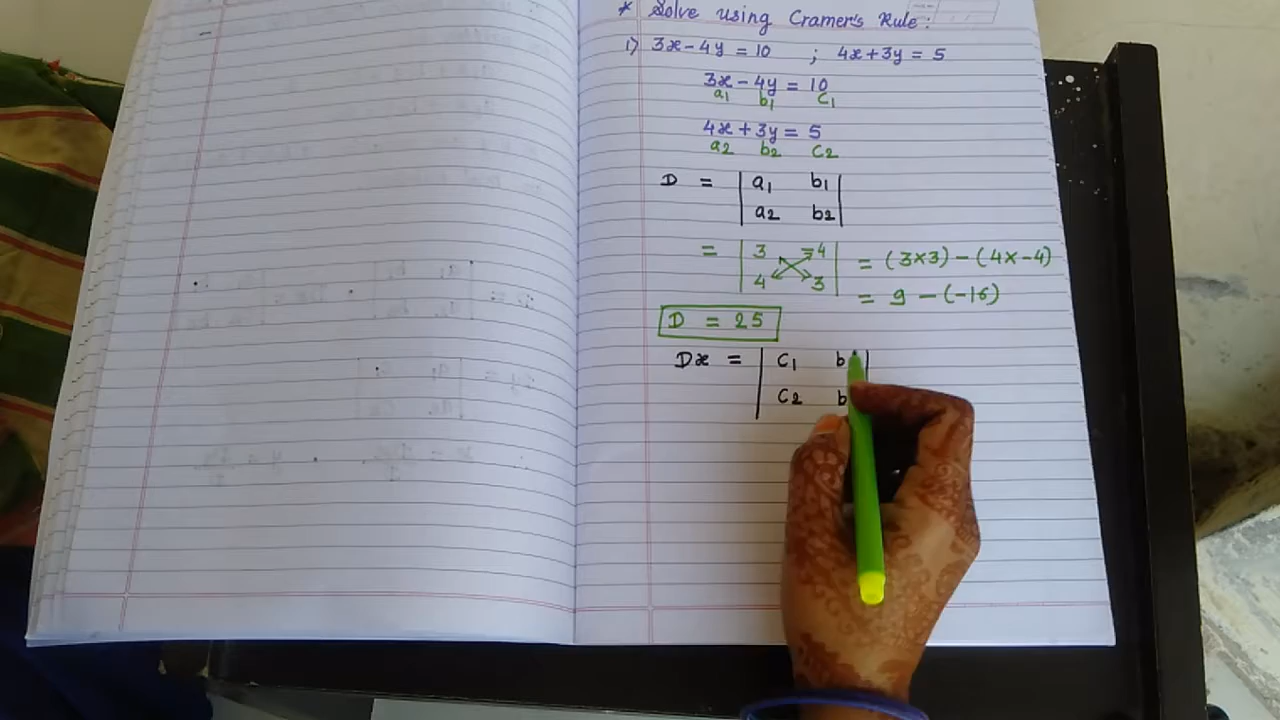 * Solve using Cramer's Rule:
1) 3x - 4y = 10 ; 4x + 3y = 5
3x - 4y = 10
a1 b1 c1
4x + 3y = 5
a2 b2 c2
D = | a1 b1 |
| a2 b2 |
= | 3 -4 | = (3×3) - (4×-4)
| 4 3 | = 9 - (-16)
D = 25
Dx = | C1 b |
| C2 b